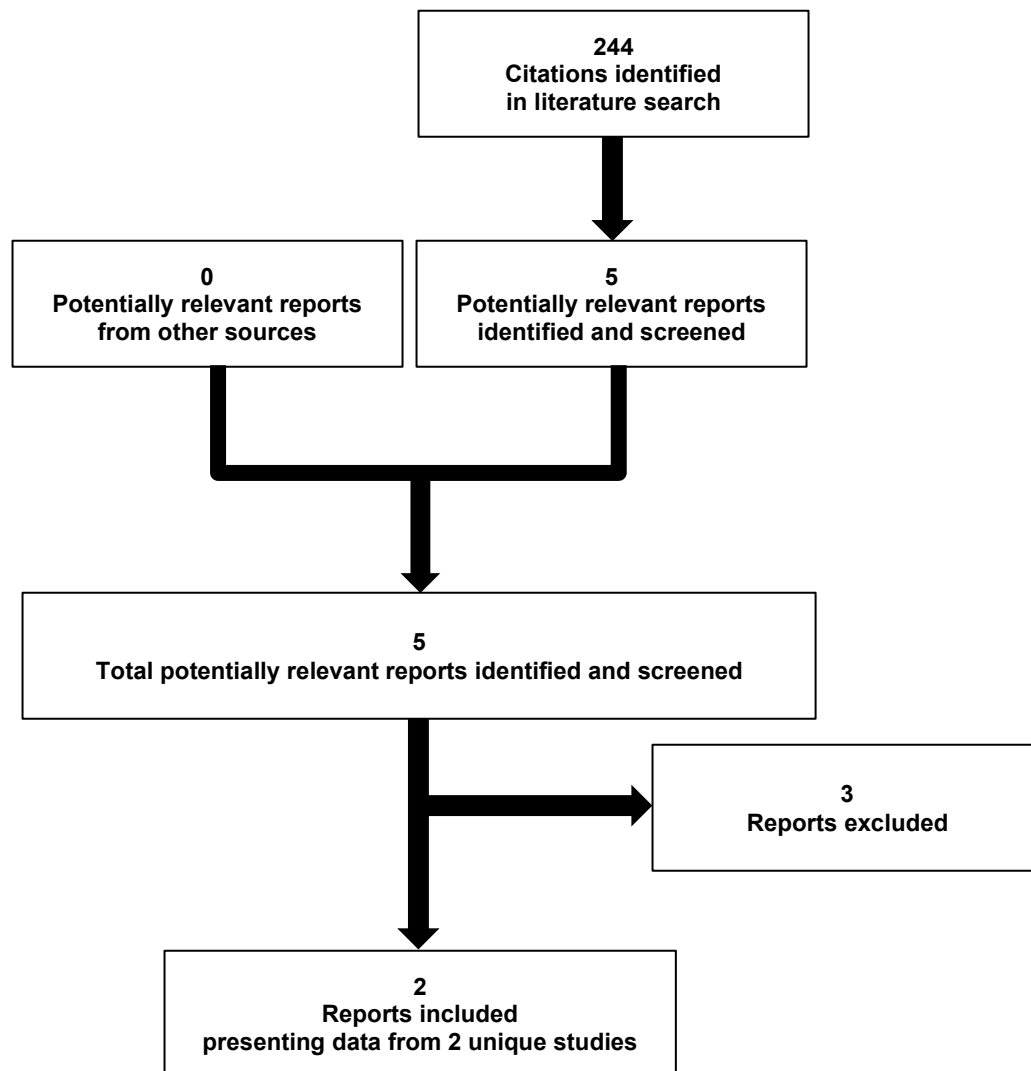 244
Citations identified
in literature search
0
Potentially relevant reports
from other sources
5
Potentially relevant reports
identified and screened
5
Total potentially relevant reports identified and screened
3
Reports excluded
2
Reports included
presenting data from 2 unique studies